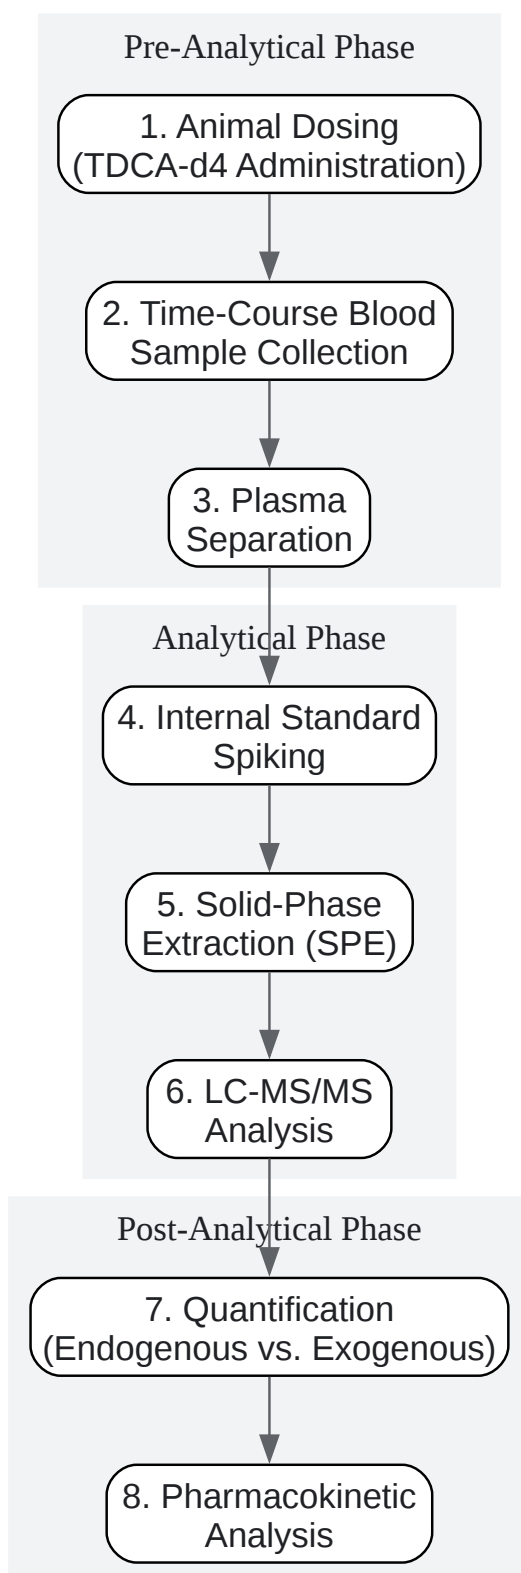 Pre-Analytical Phase
1. Animal Dosing
(TDCA-d4 Administration)
2. Time-Course Blood
Sample Collection
3. Plasma
Separation
Analytical Phase
4. Internal Standard
Spiking
5. Solid-Phase
Extraction (SPE)
6. LC-MS/MS
Analysis
Post-Analytical Phase
7. Quantification
(Endogenous vs. Exogenous)
8. Pharmacokinetic
Analysis